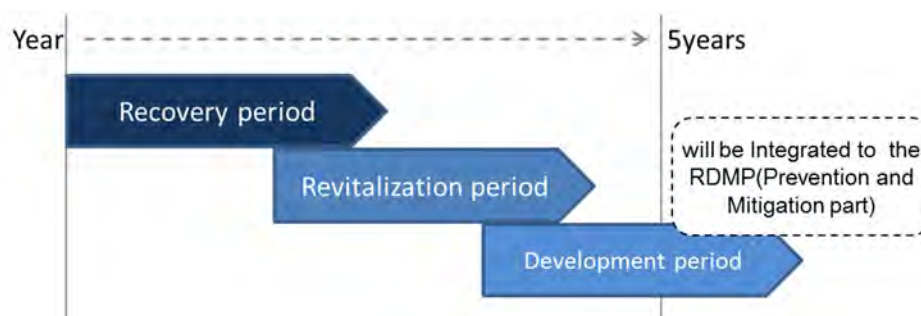 Year
5years
Recovery period
Revitalization period
will be Integrated to the
RDMP(Prevention and
Mitigation part)
Development period